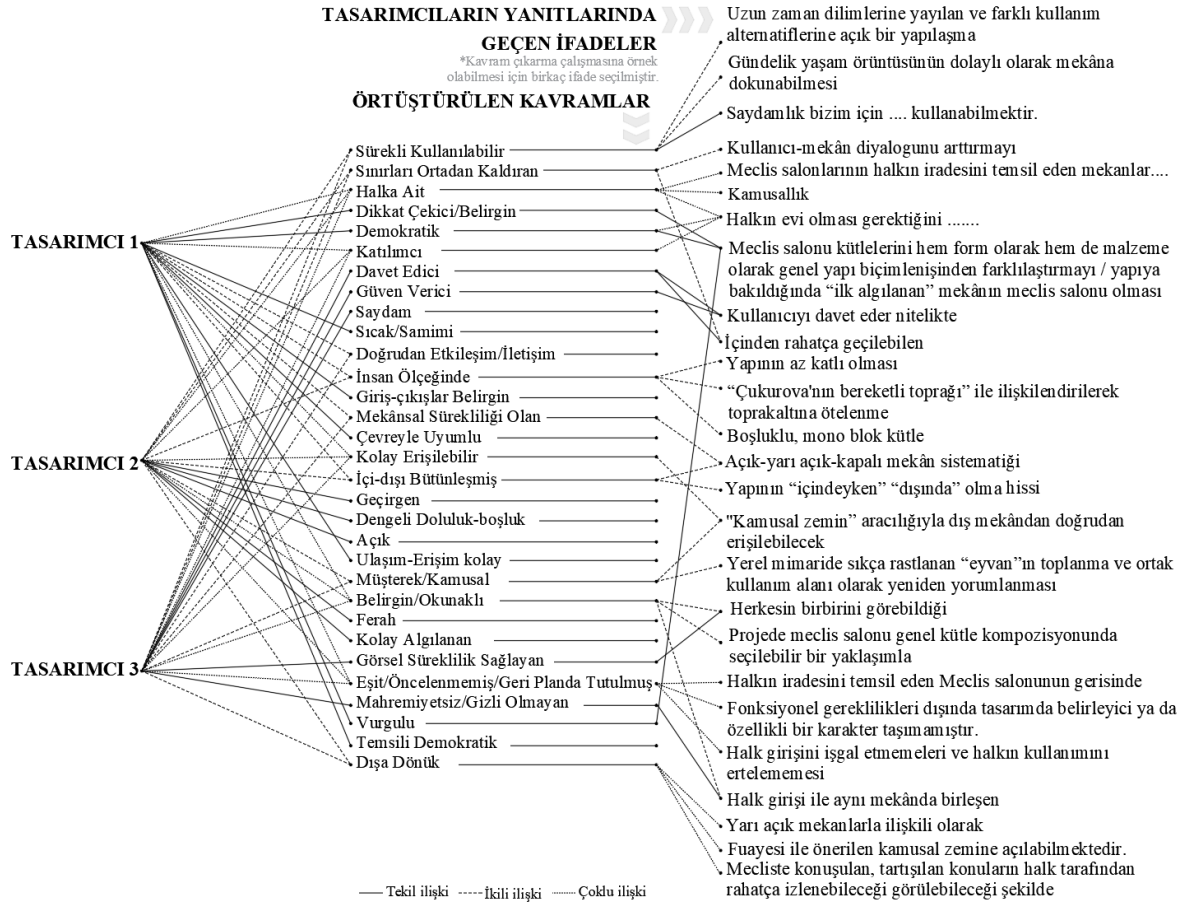 TASARIMCILARIN YANITLARINDA
GEÇEN İFADELER
*Kavram çıkarma çalışmasına örnek
olabilmesi için birkaç ifade seçilmiştir.
ÖRTÜŞTÜRÜLEN KAVRAMLAR
TASARIMCI 1
TASARIMCI 2
TASARIMCI 3
Sürekli Kullanılabilir
Sınırları Ortadan Kaldıran
Halka Ait
Dikkat Çekici/Belirgin
Demokratik
Katılımcı
Davet Edici
Güven Verici
Saydam
Sıcak/Samimi
Doğrudan Etkileşim/İletişim
İnsan Ölçeğinde
Giriş-çıkışlar Belirgin
Mekânsal Sürekliliği Olan
Çevreyle Uyumlu
Kolay Erişilebilir
İçi-dışı Bütünleşmiş
Geçirgen
Dengeli Doluluk-boşluk
Açık
Ulaşım-Erişim kolay
Müşterek/Kamusal
Belirgin/Okunaklı
Ferah
Kolay Algılanan
Görsel Süreklilik Sağlayan
Eşit/Öncelenmemiş/Geri Planda Tutulmuş
Mahremiyetsiz/Gizli Olmayan
Vurgulu
Temsili Demokratik
Dışa Dönük
Uzun zaman dilimlerine yayılan ve farklı kullanım
alternatiflerine açık bir yapılaşma
Gündelik yaşam örüntüsünün dolaylı olarak mekâna
dokunabilmesi
Saydamlık bizim için .... kullanabilmektir.
Kullanıcı-mekân diyalogunu arttırmayı
Meclis salonlarının halkın iradesini temsil eden mekanlar....
Kamusallık
Halkın evi olması gerektiğini .......
Meclis salonu kütlelerini hem form olarak hem de malzeme
olarak genel yapı biçimlenişinden farklılaştırmayı / yapıya
bakıldığında “ilk algılanan” mekânın meclis salonu olması
Kullanıcıyı davet eder nitelikte
İçinden rahatça geçilebilen
Yapının az katlı olması
“Çukurova'nın bereketli toprağı” ile ilişkilendirilerek
toprakaltına ötelenme
Boşluklu, mono blok kütle
Açık-yarı açık-kapalı mekân sistematiği
Yapının “içindeyken” “dışında” olma hissi
"Kamusal zemin” aracılığıyla dış mekândan doğrudan
erişilebilecek
Yerel mimaride sıkça rastlanan “eyvan”ın toplanma ve ortak
kullanım alanı olarak yeniden yorumlanması
Herkesin birbirini görebildiği
Projede meclis salonu genel kütle kompozisyonunda
seçilebilir bir yaklaşımla
Halkın iradesini temsil eden Meclis salonunun gerisinde
Fonksiyonel gereklilikleri dışında tasarımda belirleyici ya da
özellikli bir karakter taşımamıştır.
Halk girişini işgal etmemeleri ve halkın kullanımını
ertelememesi
Halk girişi ile aynı mekânda birleşen
Yarı açık mekanlarla ilişkili olarak
Fuayesi ile önerilen kamusal zemine açılabilmektedir.
Mecliste konuşulan, tartışılan konuların halk tarafından
rahatça izlenebileceği görülebileceği şekilde
Tekil ilişki
İkili ilişki
Çoklu ilişki